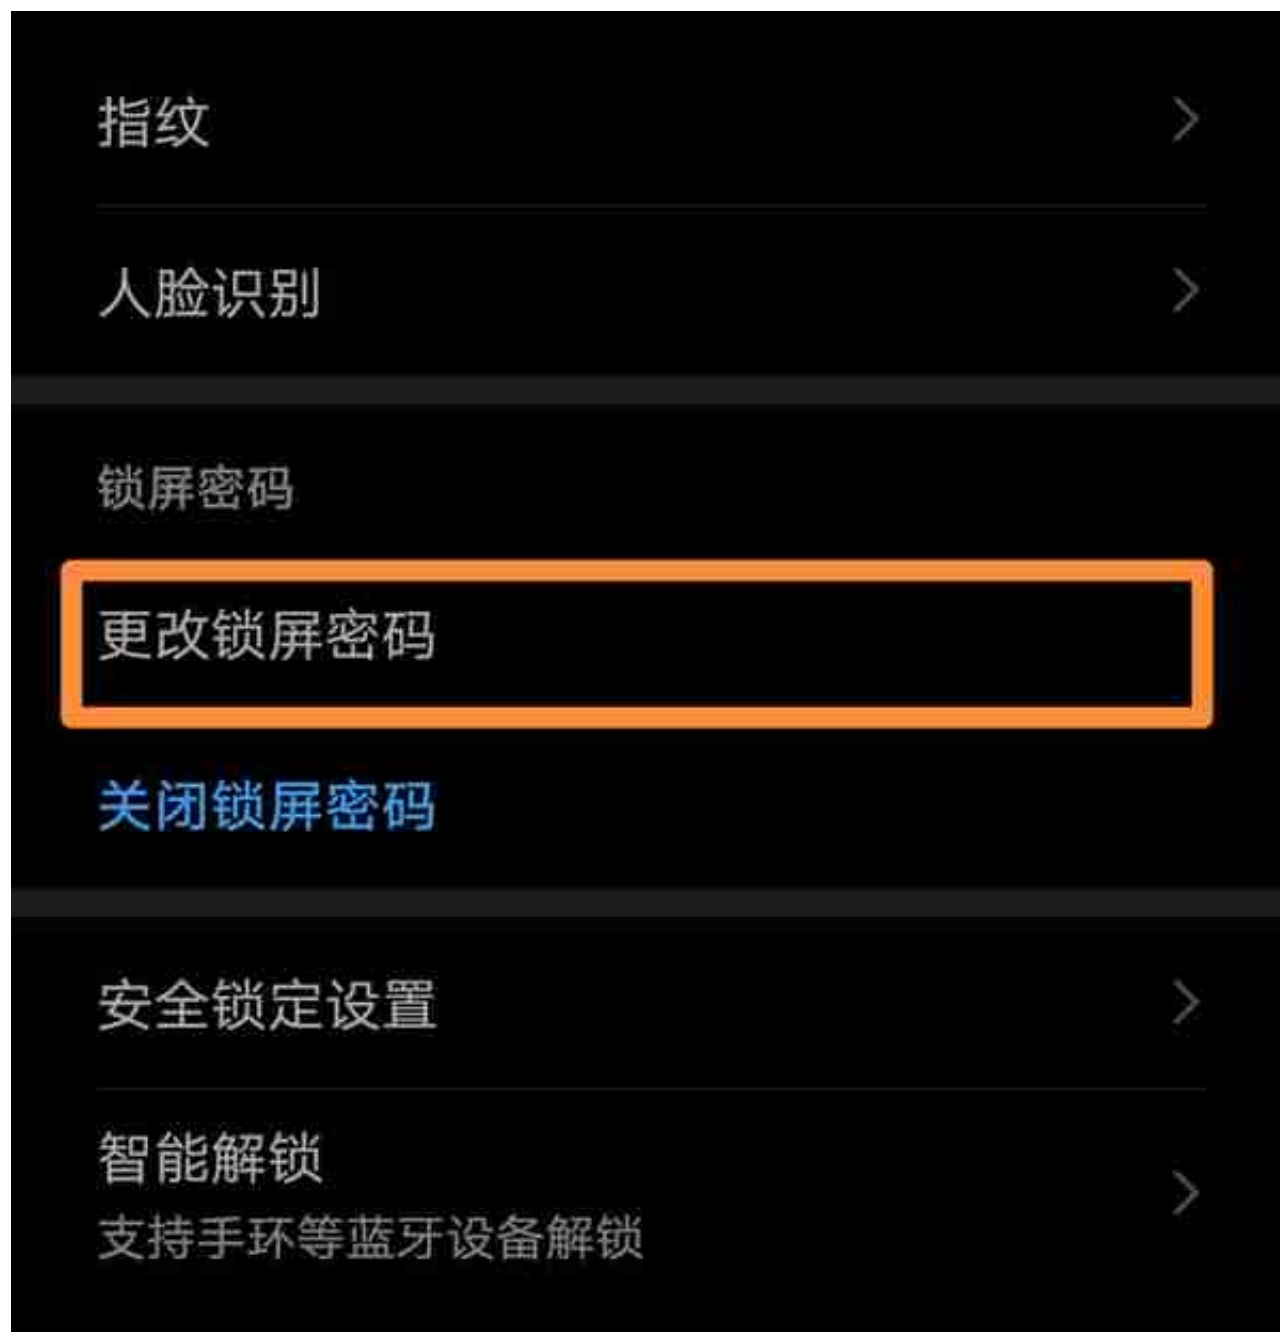 指纹
人脸识别
锁屏密码
更改锁屏密码
关闭锁屏密码
安全锁定设置
智能解锁
支持手环等蓝牙设备解锁